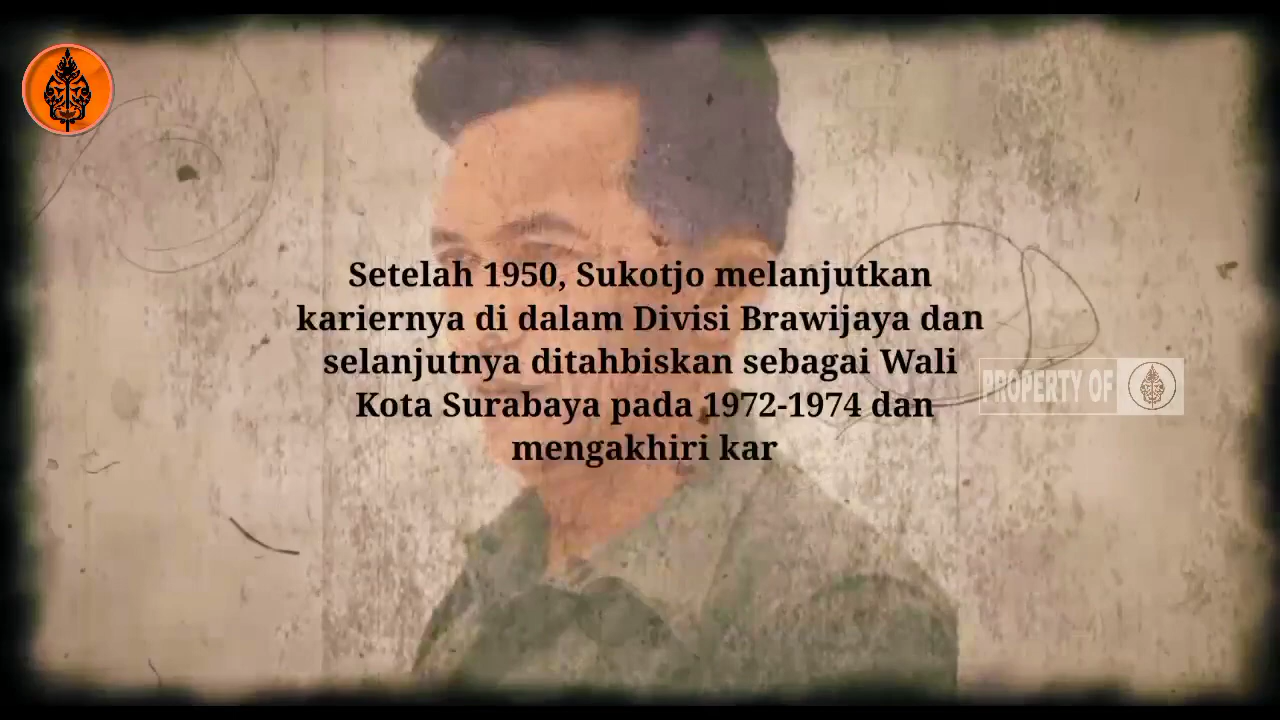 Setelah 1950, Sukotjo melanjutkan
kariernya di dalam Divisi Brawijaya dan
selanjutnya ditahbiskan sebagai Wali
Kota Surabaya pada 1972-1974 dan
mengakhiri kar
PROPERTY OF